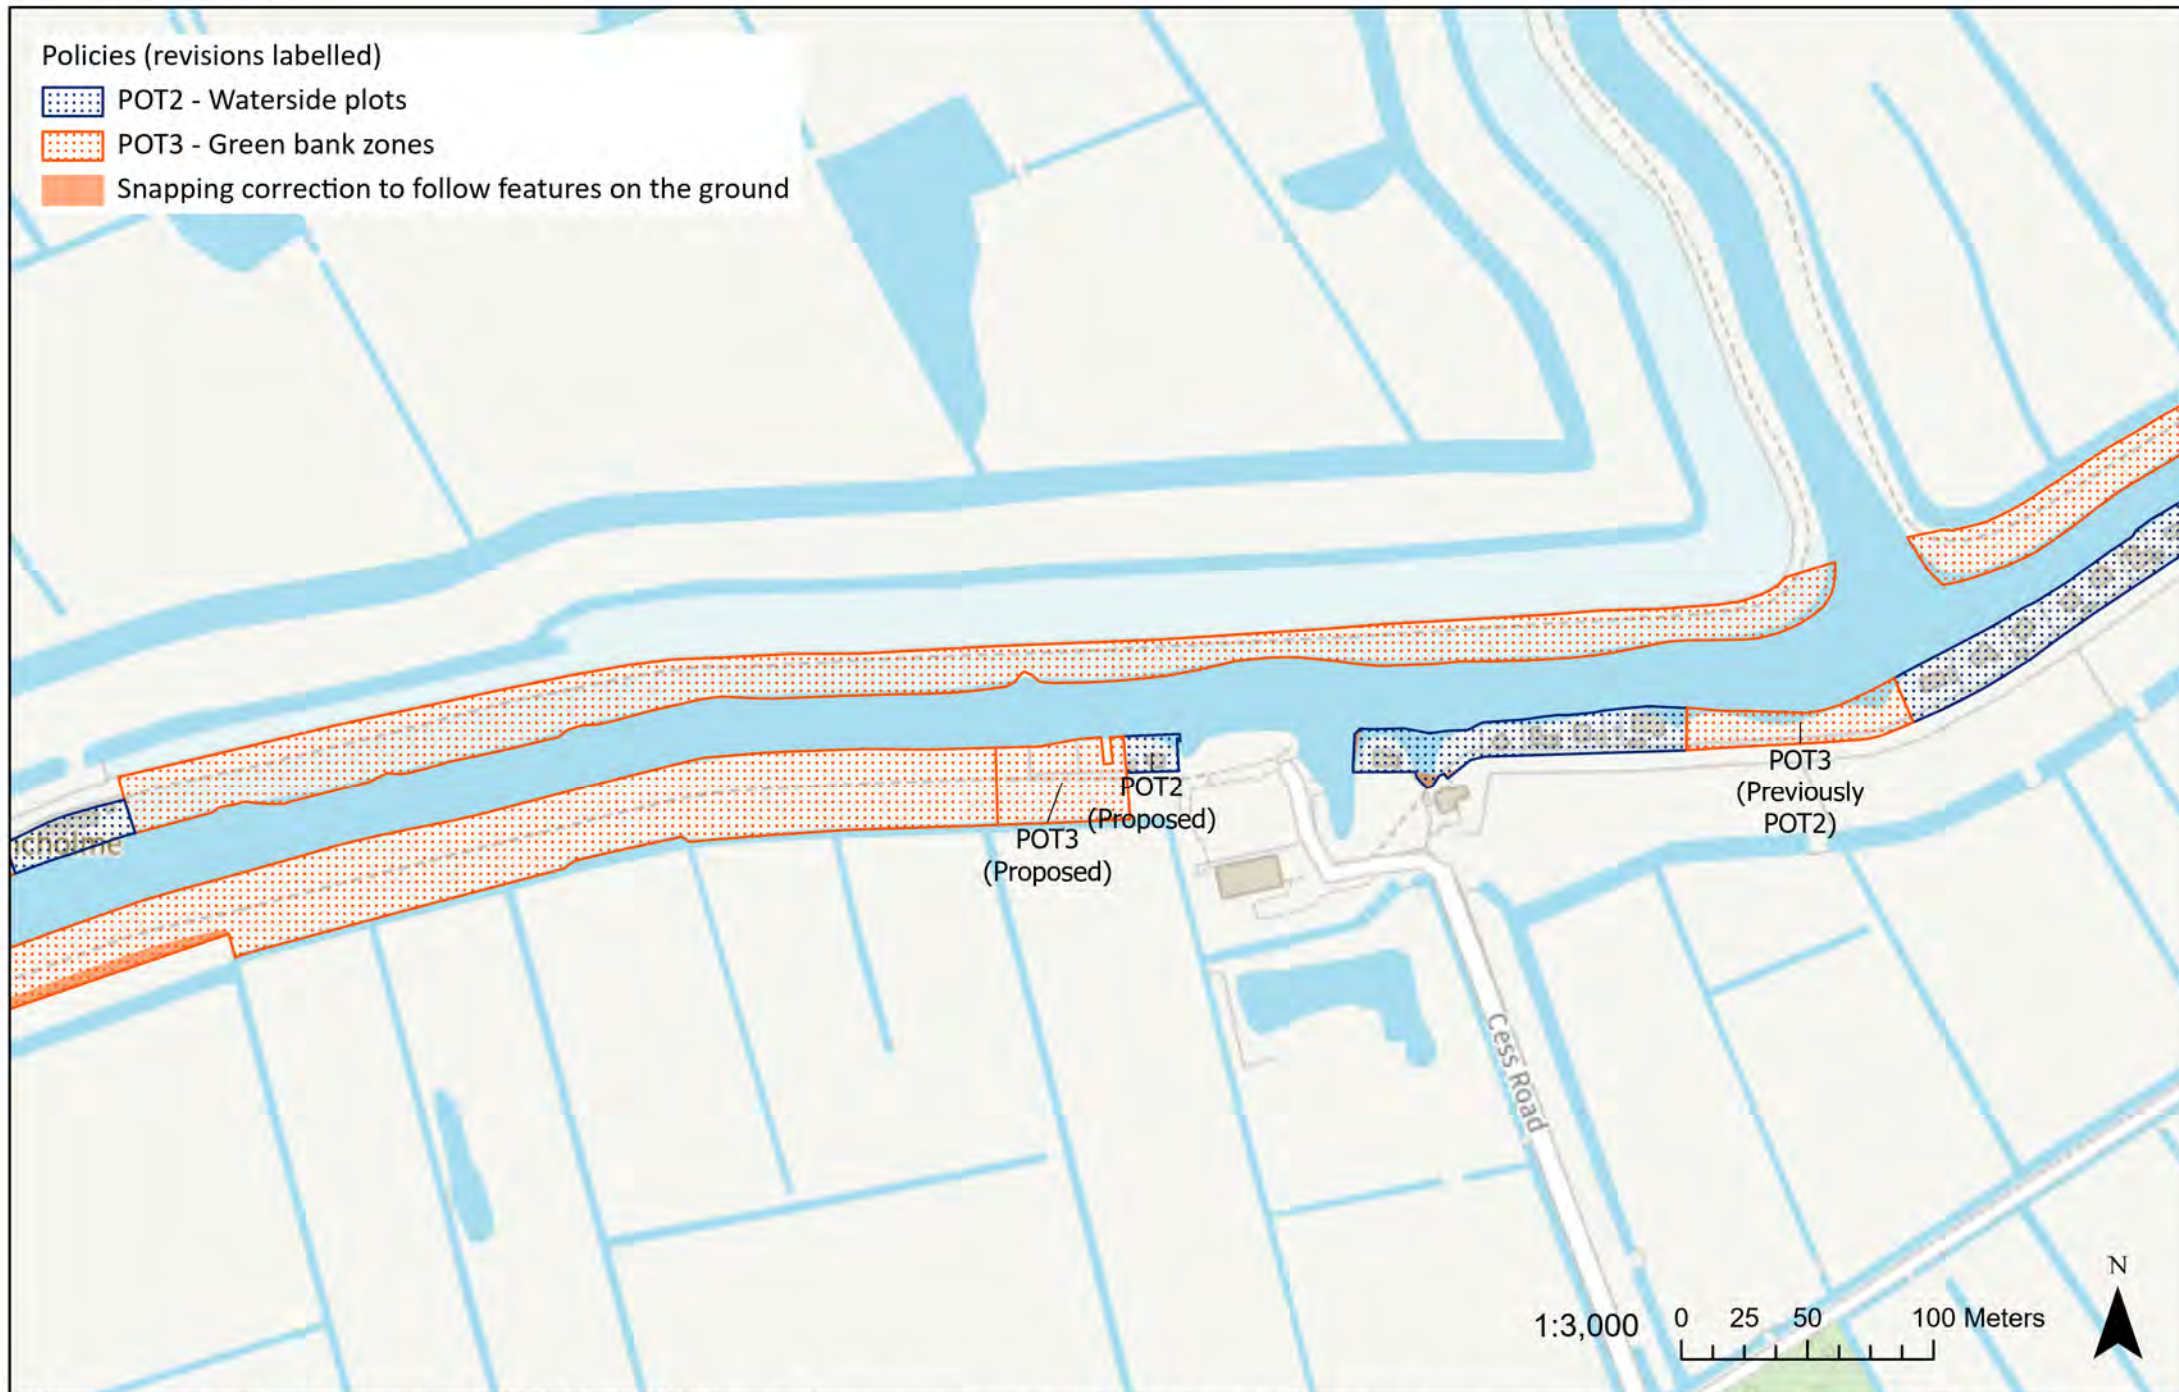 Policies (revisions labelled)
POT2 - Waterside plots
POT3 - Green bank zones
Snapping correction to follow features on the ground
POT2
(Proposed)
POT3
(Proposed)
POT3
(Previously
POT2)
icholme
Cess Road
N
1:3,000 0 25 50 100 Meters